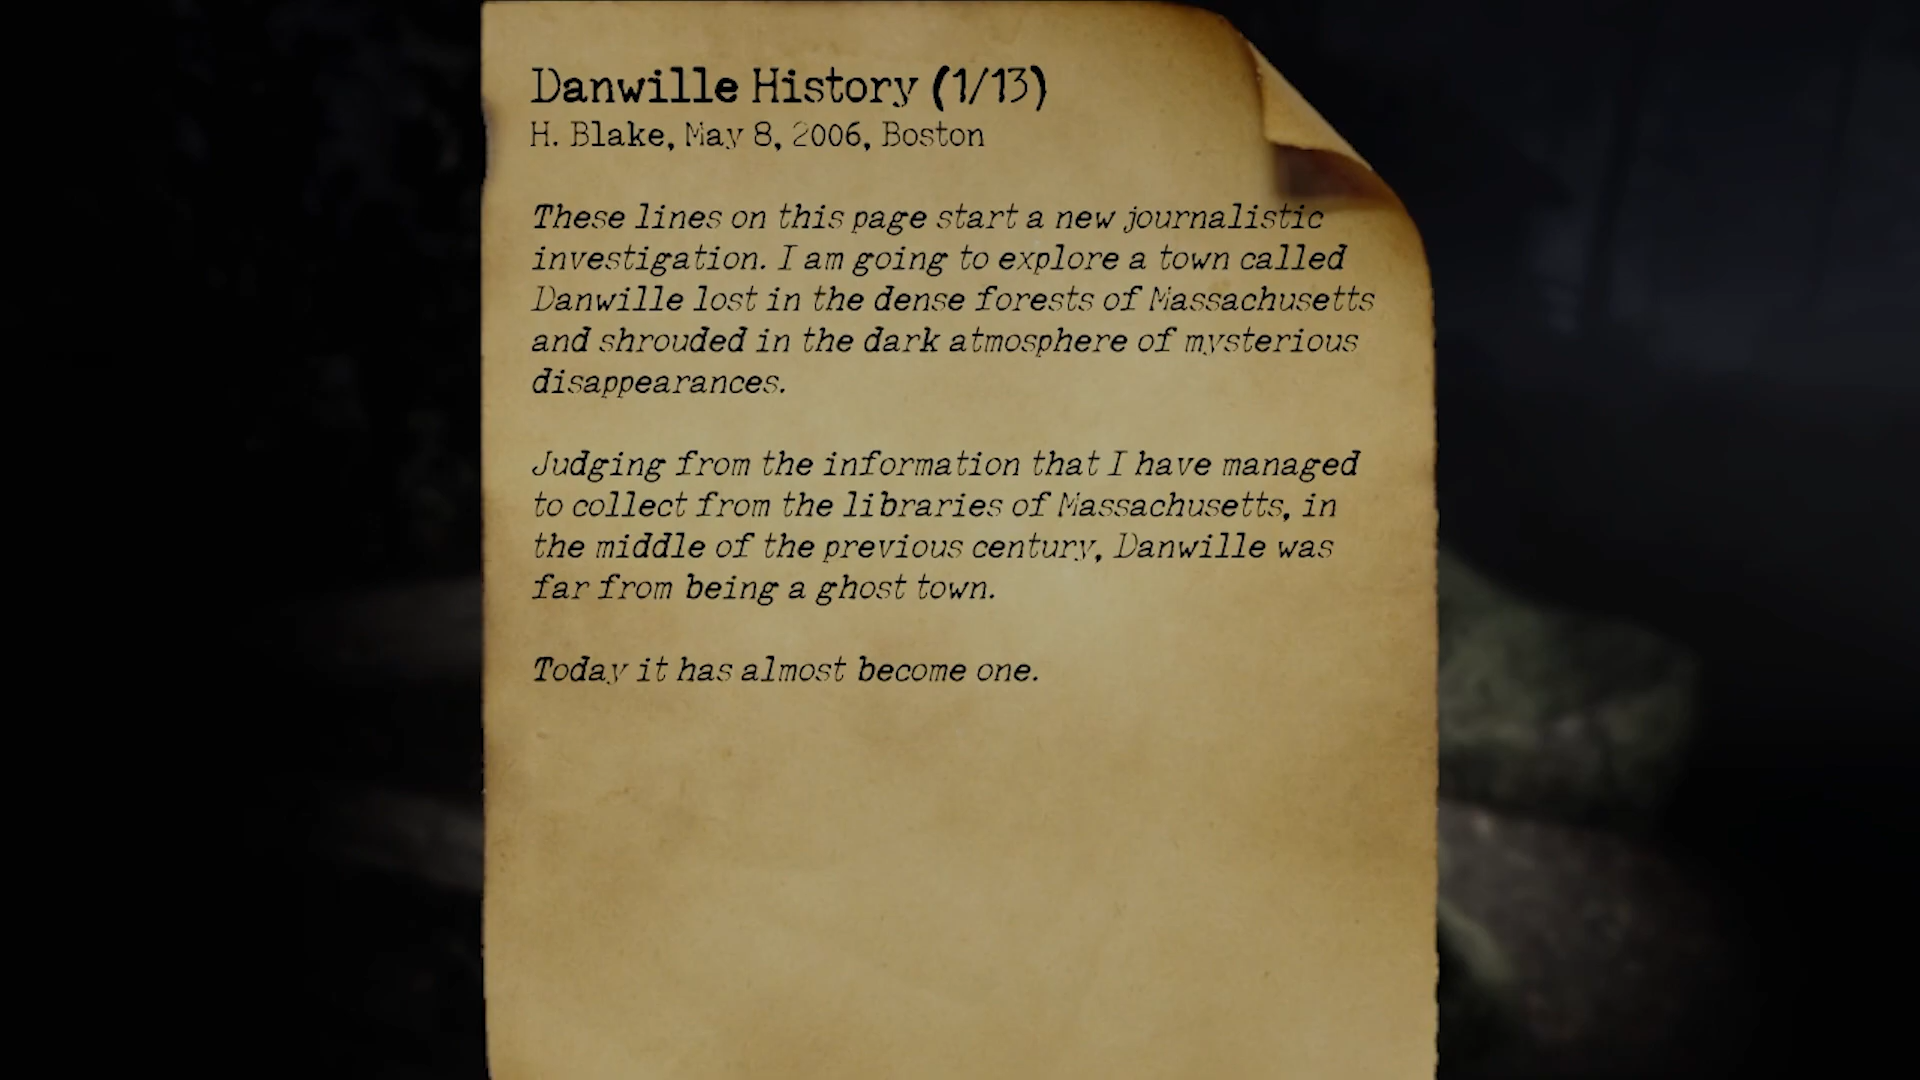 Danwille History (1/13)
H. Blake, May 8, 2006, Boston
These lines on this page start a new journalistic
investigation. I am going to explore a town called
Danwille lost in the dense forests of Massachusetts
and shrouded in the dark atmosphere of mysterious
disappearances.
Judging from the information that I have managed
to collect from the libraries of Massachusetts, in
the middle of the previous century, Danwille was
far from being a ghost town.
Today it has almost become one.